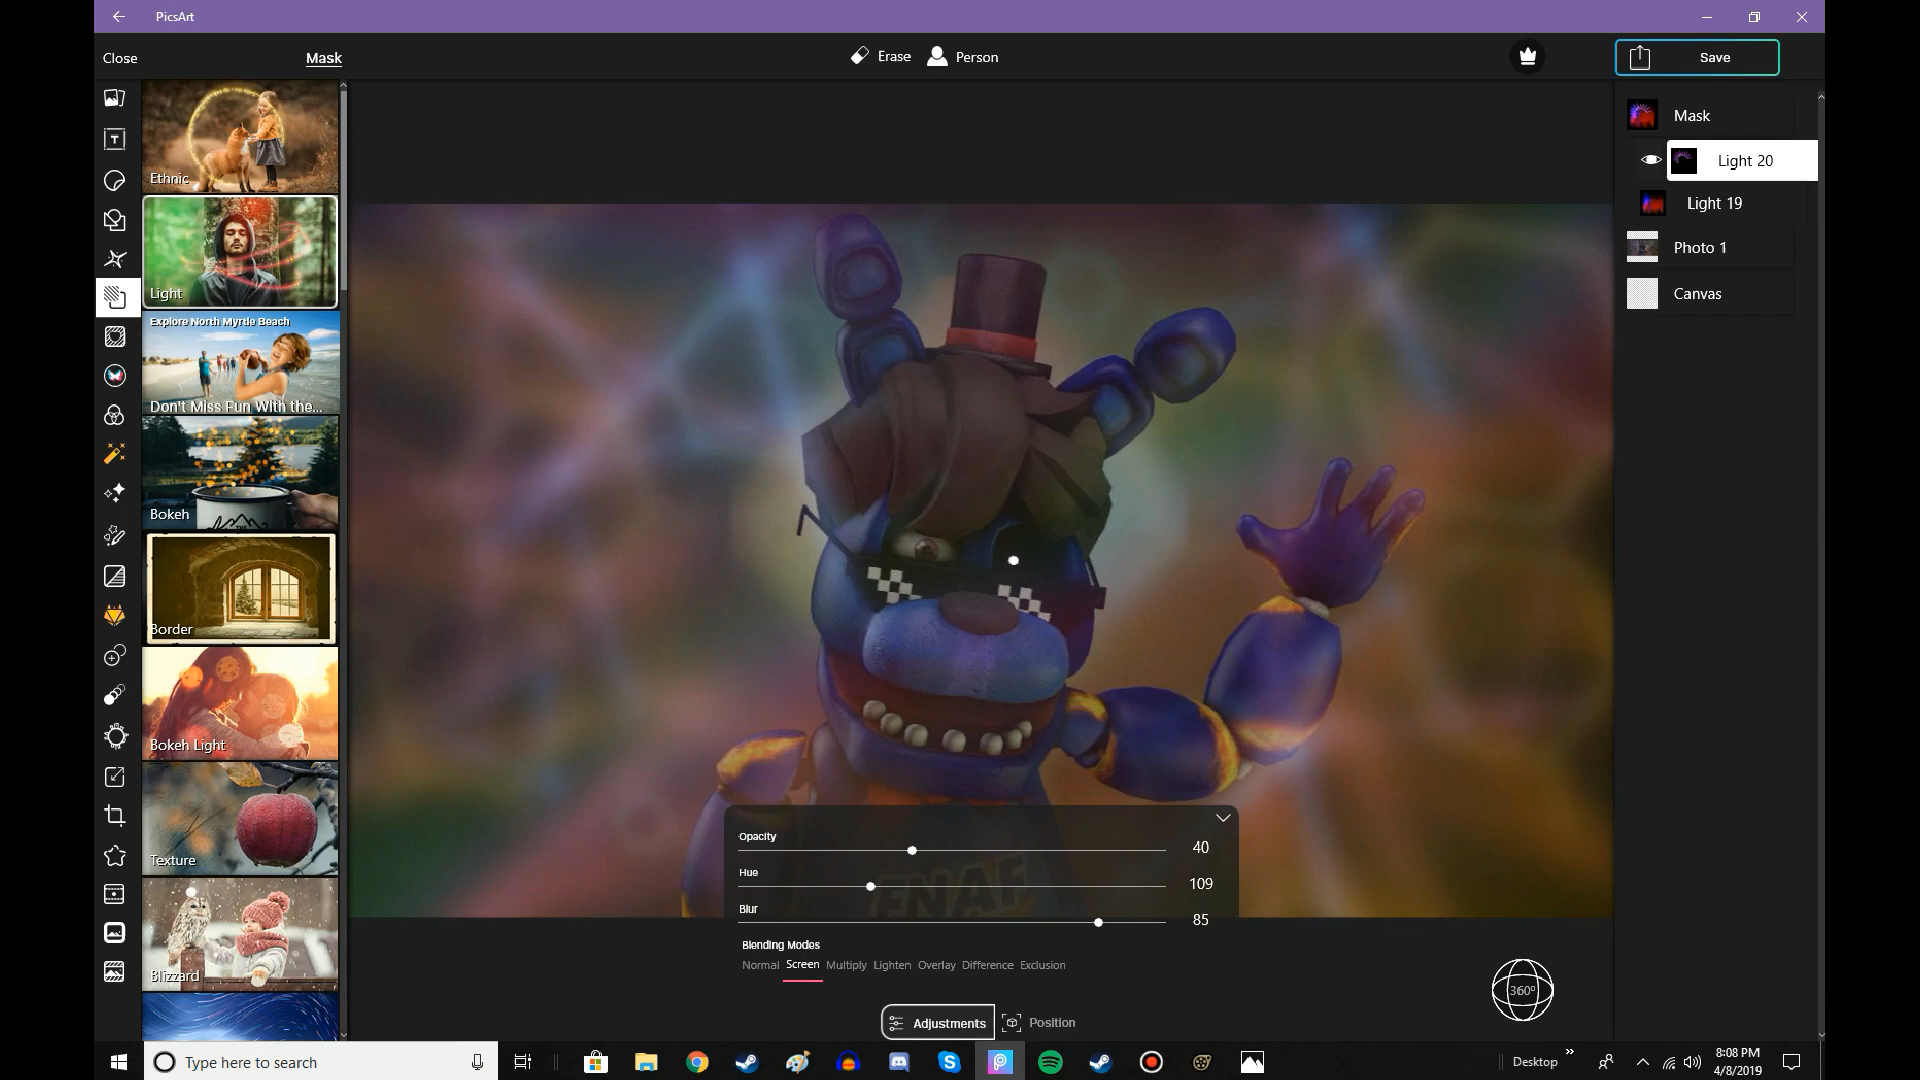 PicsArt
Close
Mask
Erase
Person
Save
Ethnic
Light
Explore North Myrtle Beach
Don't Miss Fun With the...
Bokeh
Border
Bokeh Light
Texture
Blizzard
Mask
Light 20
Light 19
Photo 1
Canvas
FNAF
Opacity
40
Hue
109
Blur
85
Blending Modes
Normal Screen Multiply Lighten Overlay Difference Exclusion
Adjustments
Position
360°
Type here to search
Desktop
8:08 PM
4/8/2019